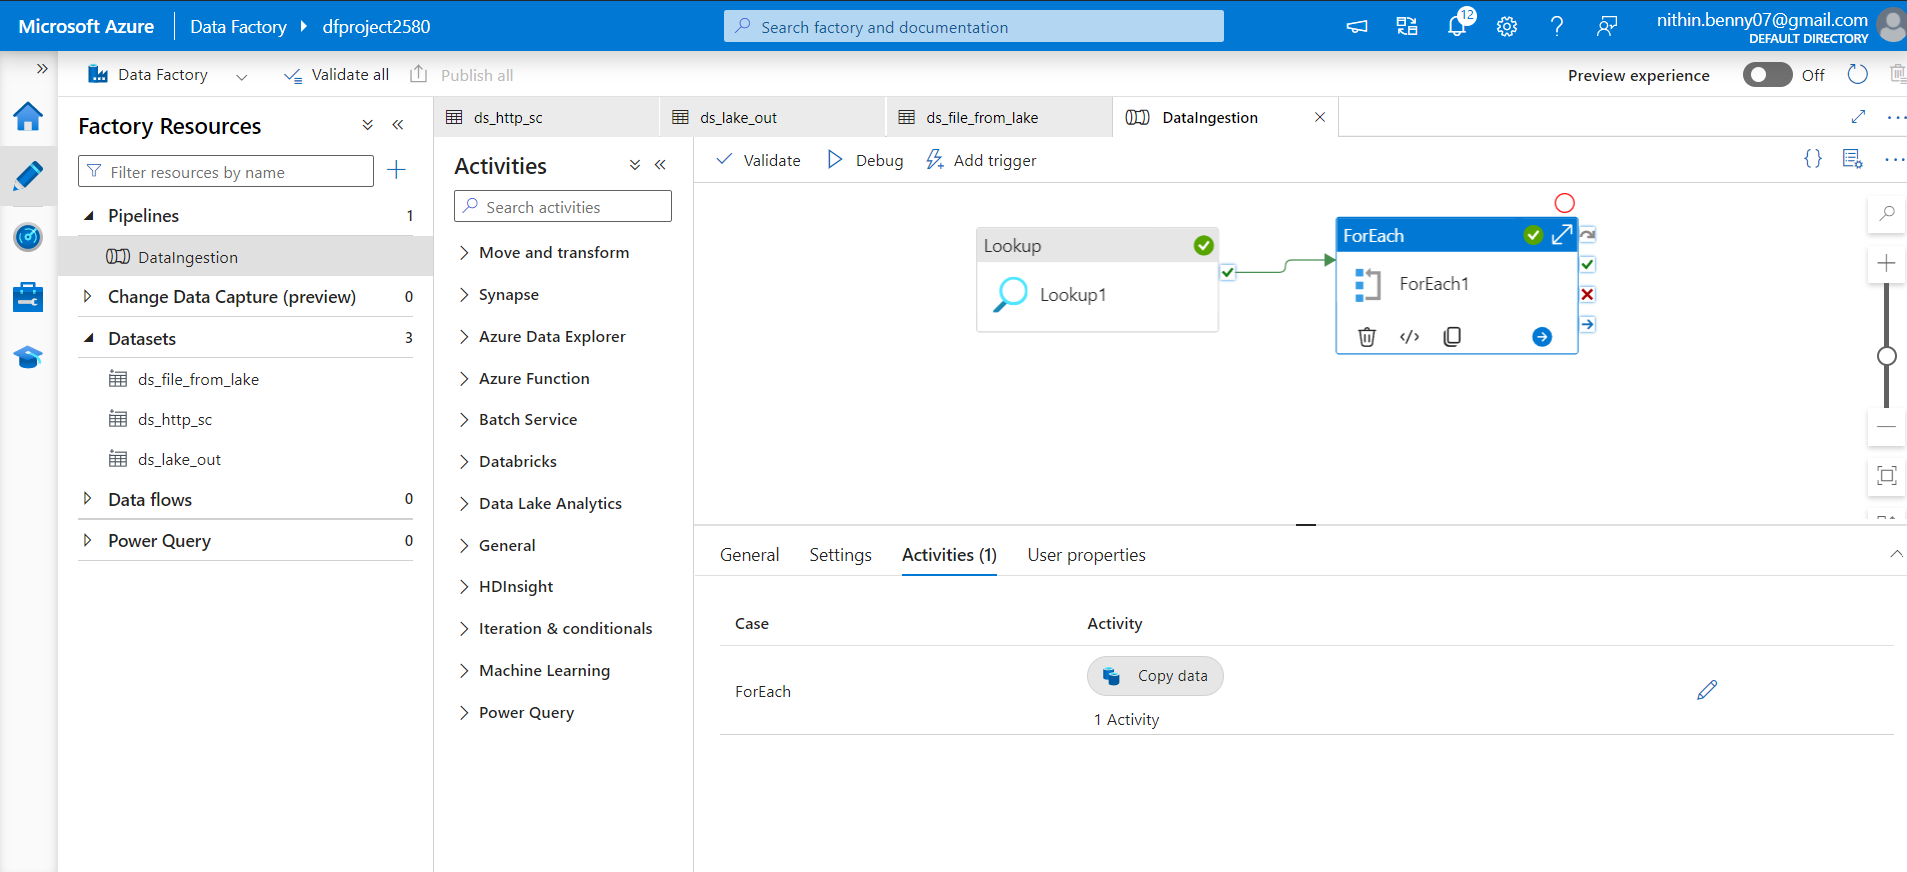 Microsoft Azure
Data Factory
dfproject2580
Search factory and documentation
12
nithin.benny07@gmail.com
DEFAULT DIRECTORY
Data Factory
Validate all
Publish all
Preview experience
Off
Factory Resources
Filter resources by name
Pipelines 1
DataIngestion
Change Data Capture (preview) 0
Datasets 3
ds_file_from_lake
ds_http_sc
ds_lake_out
Data flows 0
Power Query 0
ds_http_sc
ds_lake_out
ds_file_from_lake
DataIngestion
Activities
Search activities
Move and transform
Synapse
Azure Data Explorer
Azure Function
Batch Service
Databricks
Data Lake Analytics
General
HDInsight
Iteration & conditionals
Machine Learning
Power Query
Validate
Debug
Add trigger
{}
Lookup
Lookup1
ForEach
ForEach1
</>
General
Settings
Activities (1)
User properties
Case
Activity
ForEach
Copy data
1 Activity